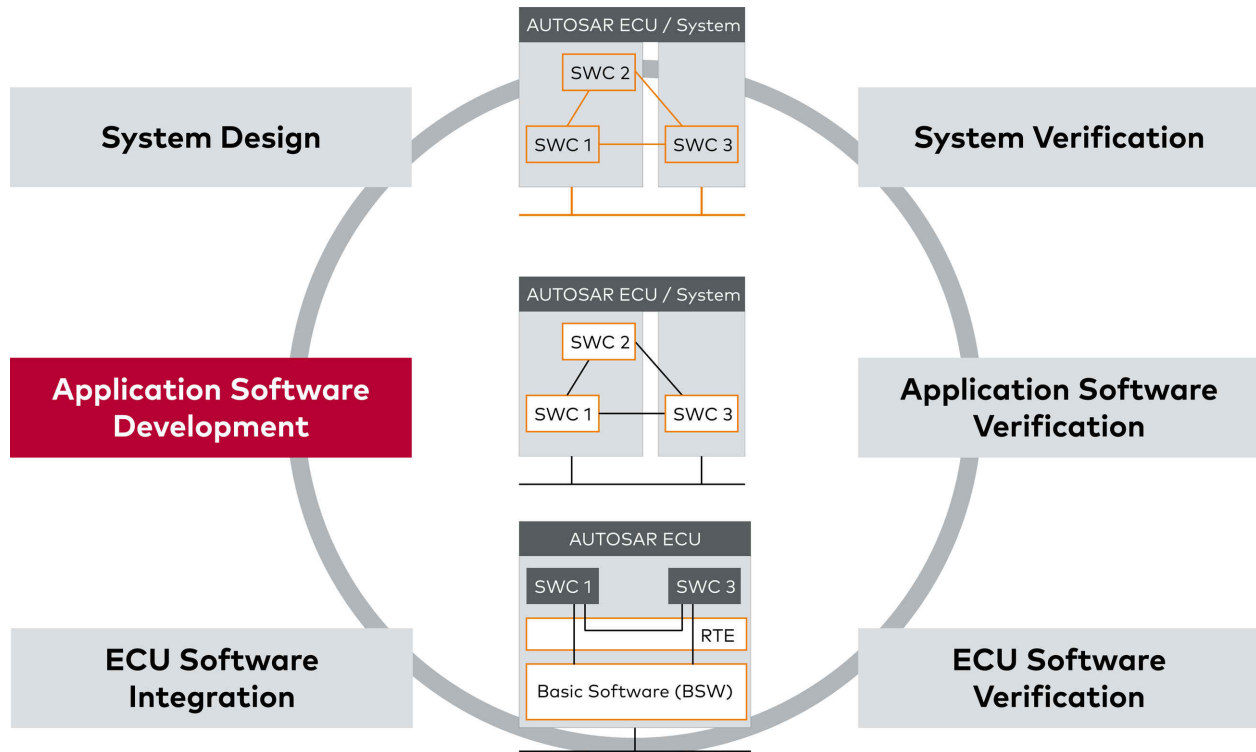 AUTOSAR ECU / System
SWC 2
SWC 1
SWC 3
System Design
System Verification
AUTOSAR ECU / System
SWC 2
SWC 1
SWC 3
Application Software
Development
Application Software
Verification
AUTOSAR ECU
SWC 1
SWC 3
RTE
Basic Software (BSW)
ECU Software
Integration
ECU Software
Verification